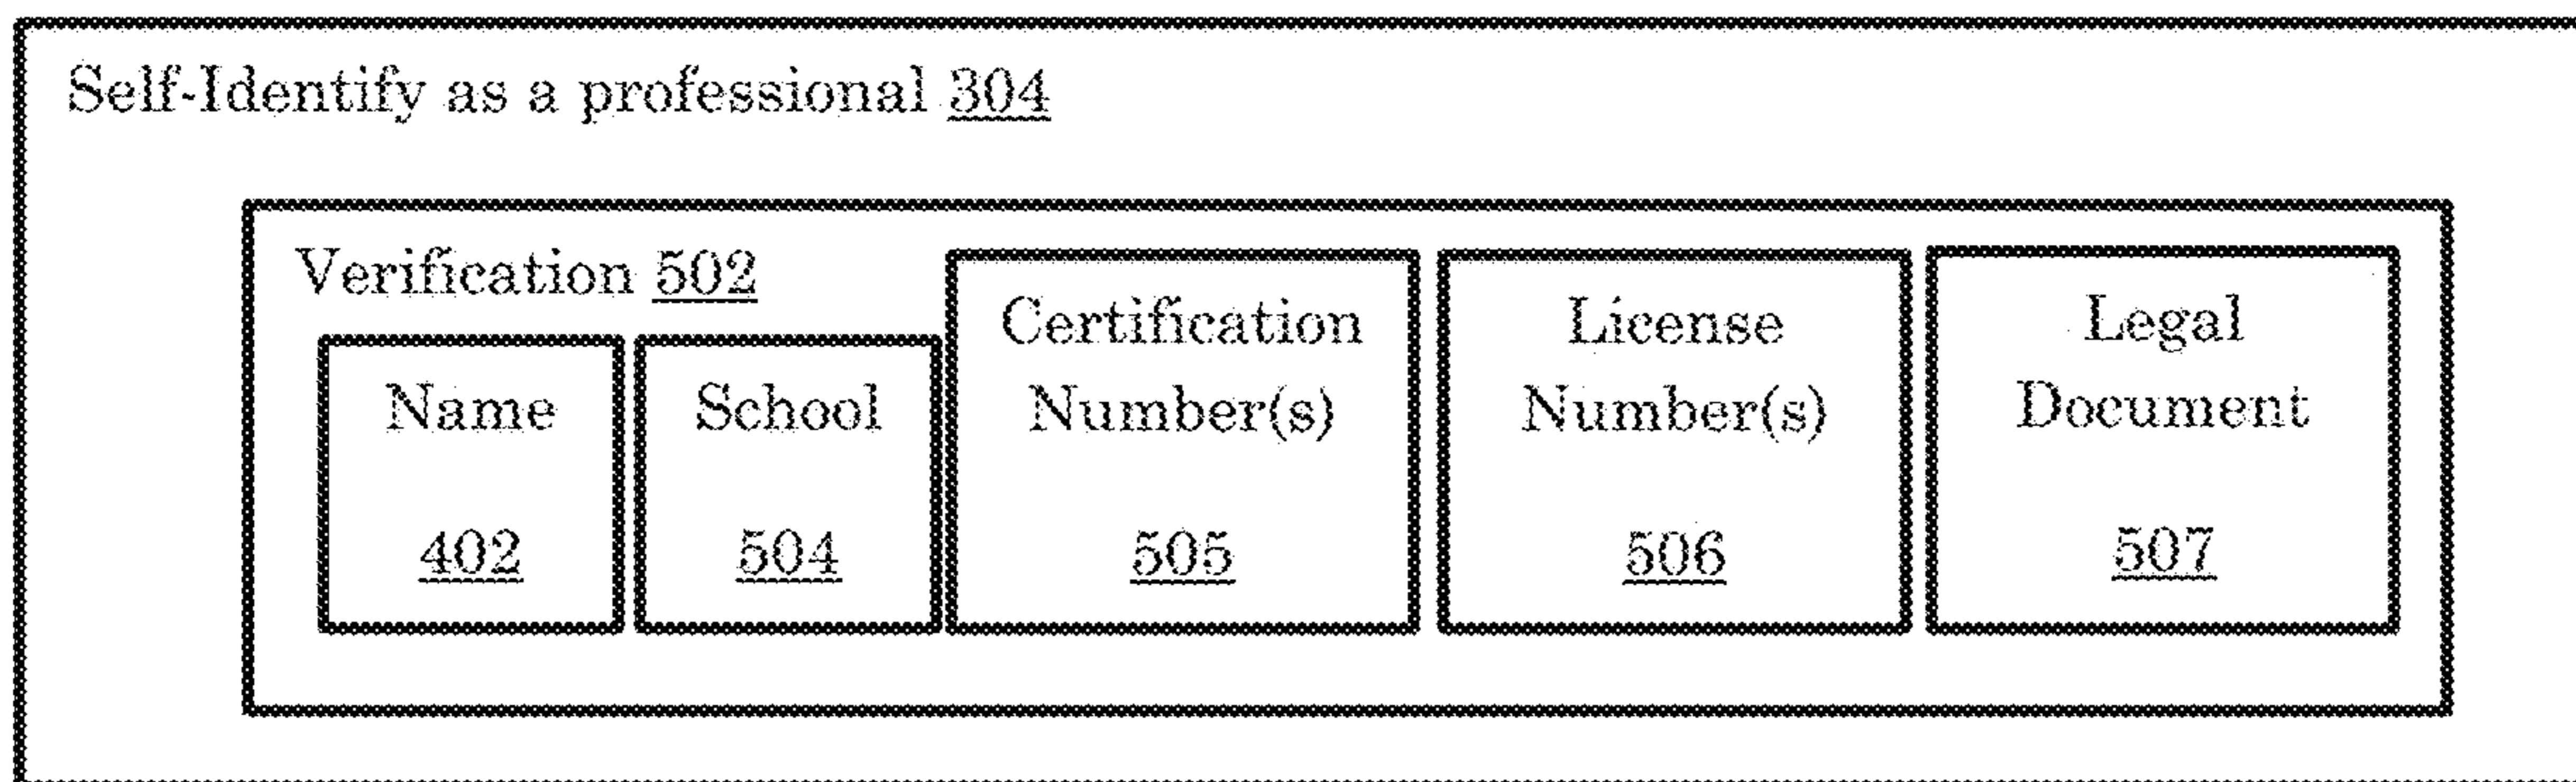 Self-Identify as a professional 304
Verification 502
Name
402
School
504
Certification
Number(s)
505
License
Number(s)
506
Legal
Document
507